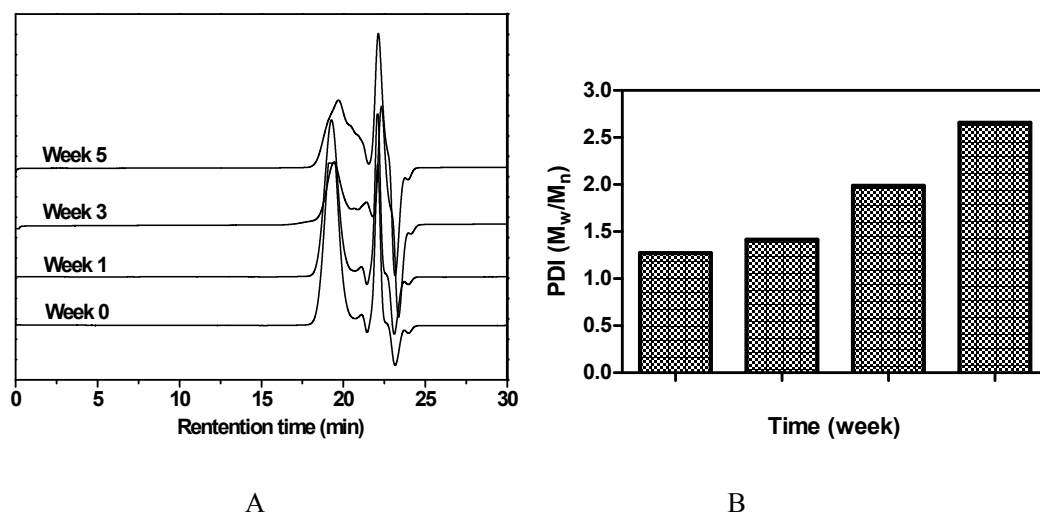 Week 5
Week 3
Week 1
Week 0
0 5 10 15 20 25 30
Rentention time (min)
A
3.0
2.5
2.0
1.5
1.0
0.5
0.0
PDI (Mw/Mn)
Time (week)
B